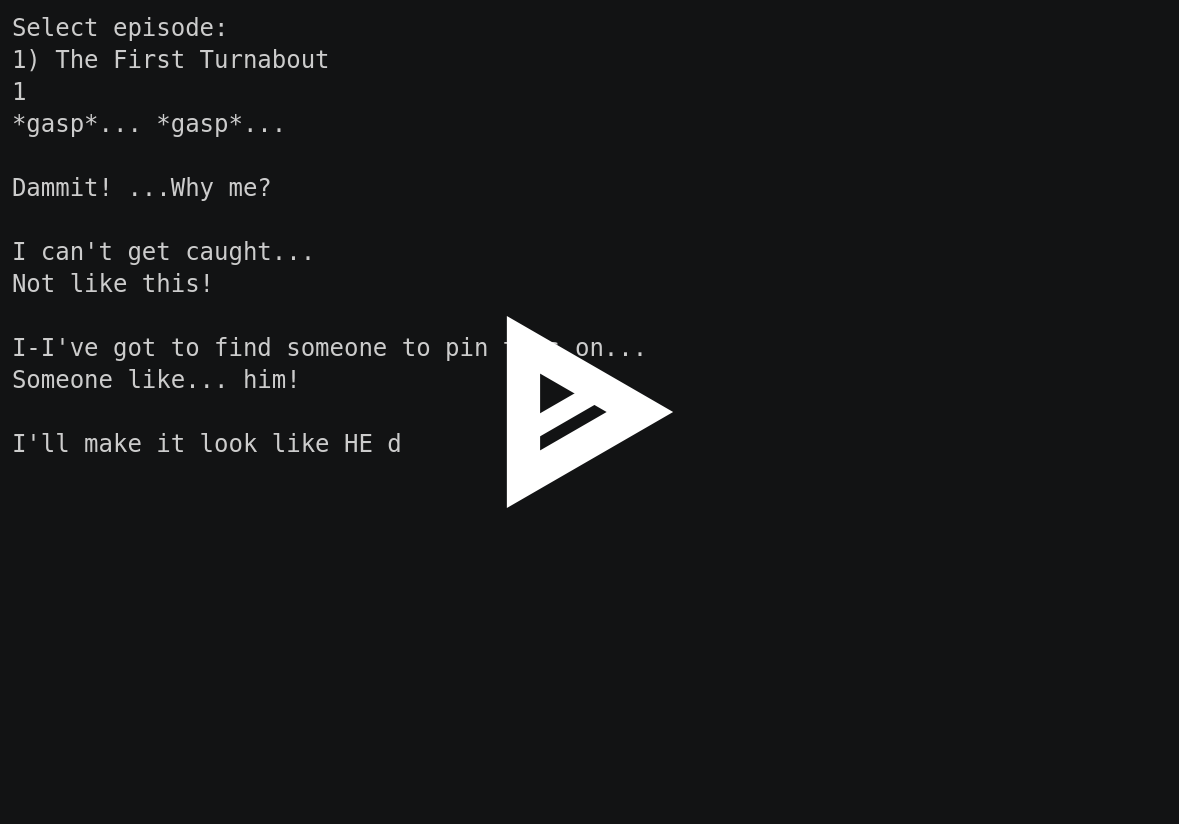 Select episode:
1) The First Turnabout
1
*gasp*... *gasp*...
Dammit! ...Why me?
I can't get caught...
Not like this!
I-I've got to find someone to pin on...
Someone like... him!
I'll make it look like HE d